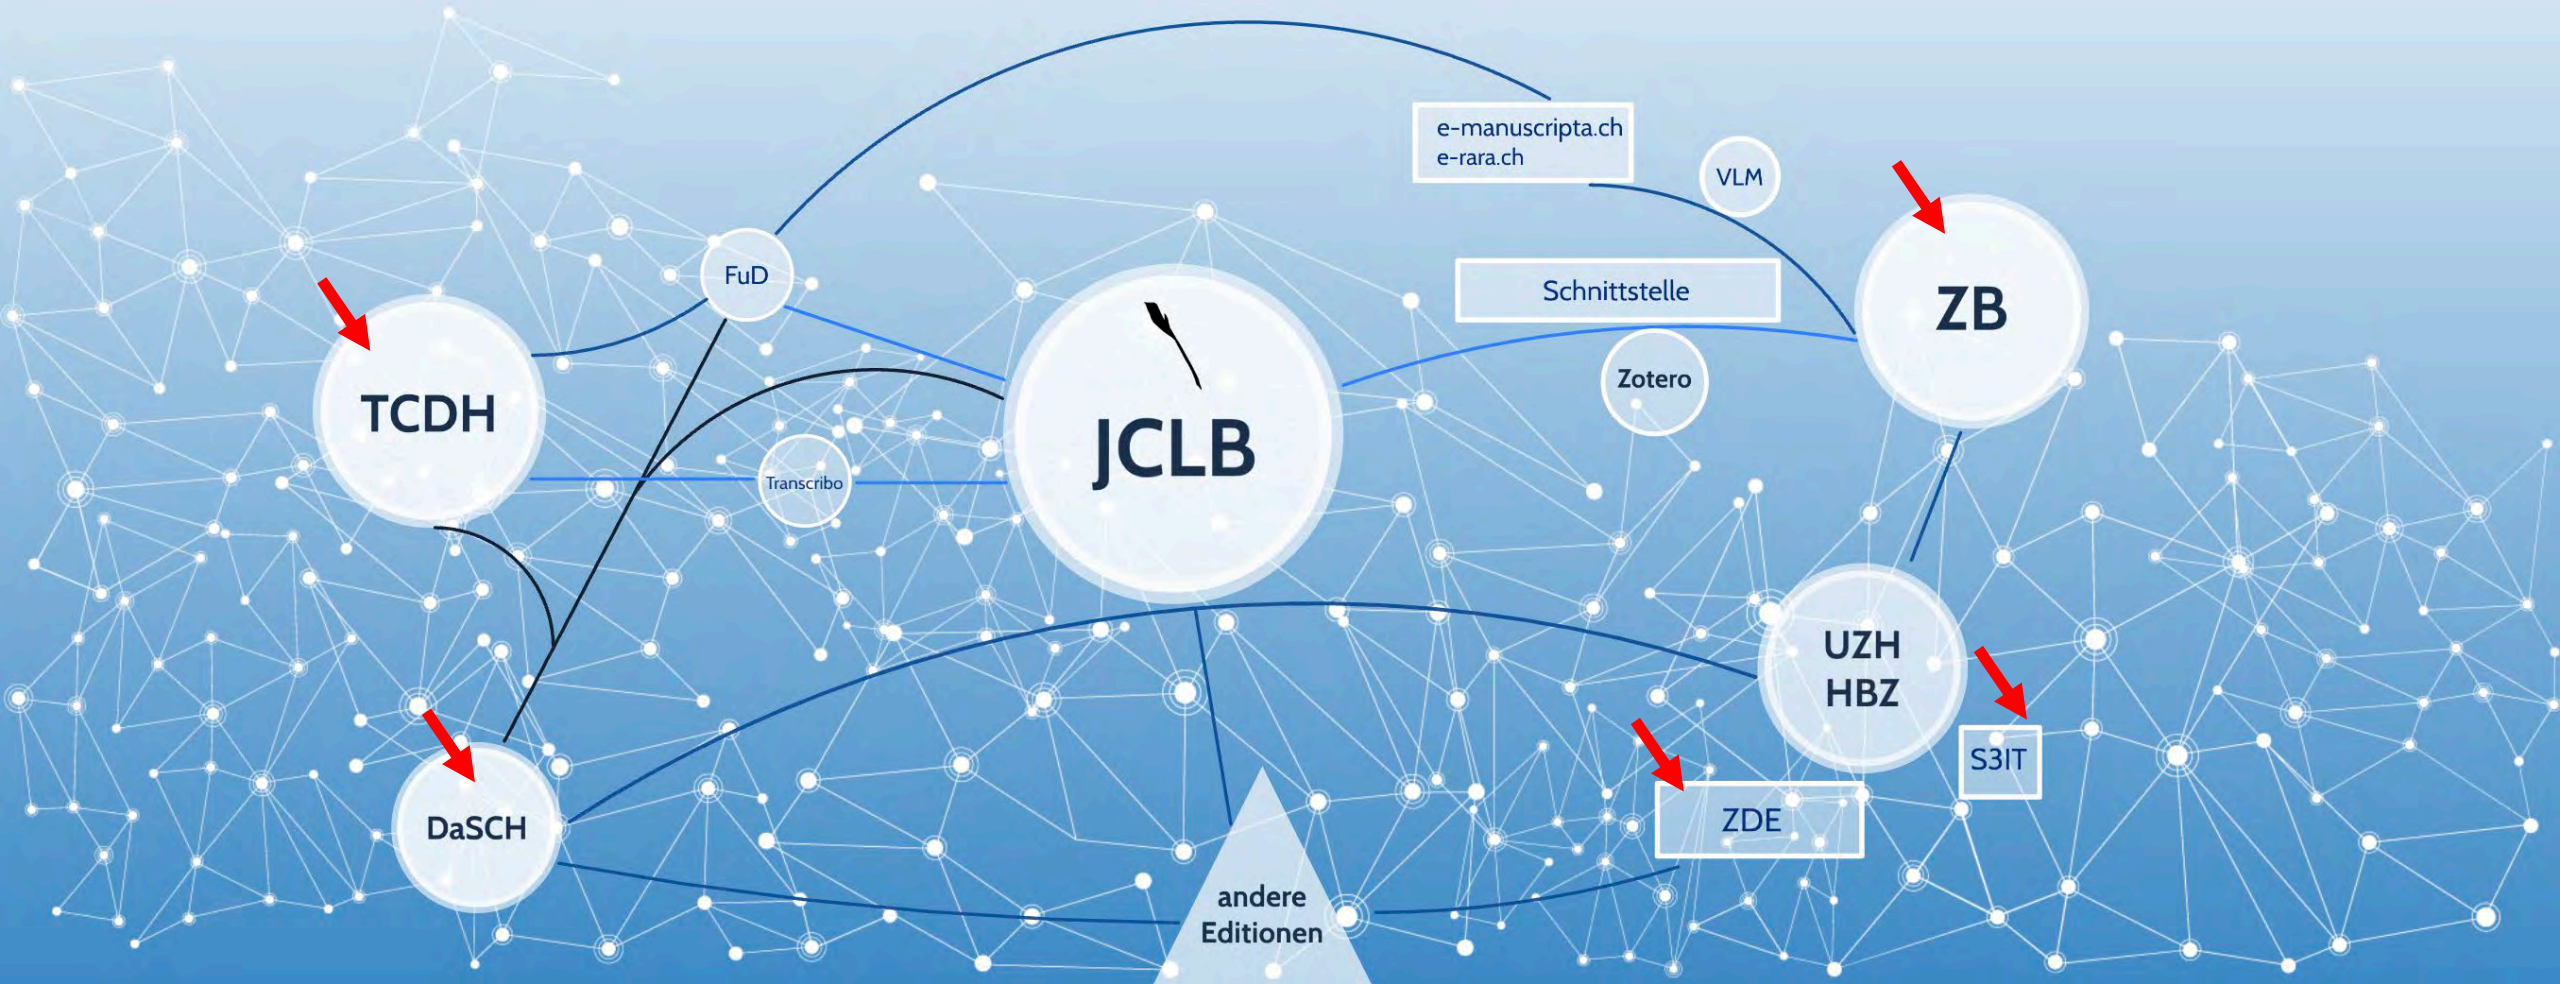 e-manuscripta.ch
e-rara.ch
VLM
FuD
Schnittstelle
ZB
TCDH
Zotero
JCLB
Transcribo
UZH
HBZ
S3IT
ZDE
DaSCH
andere
Editionen